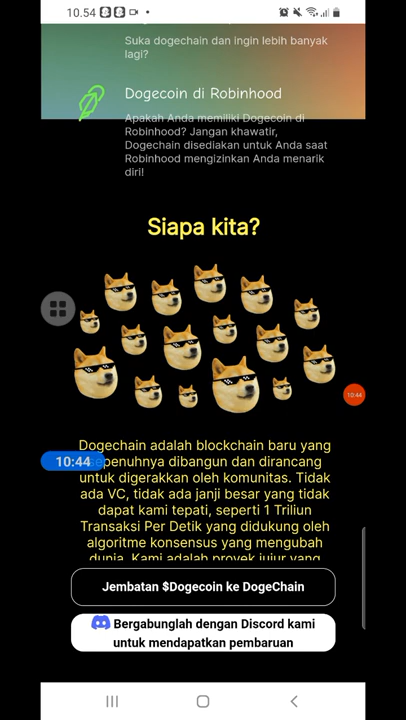 10.54
Suka dogechain dan ingin lebih banyak
lagi?
Dogecoin di Robinhood
Apakah Anda memiliki Dogecoin di
Robinhood? Jangan khawatir,
Dogechain disediakan untuk Anda saat
Robinhood mengizinkan Anda menarik
diri!
Siapa kita?
10:44
Dogechain adalah blockchain baru yang
10:44
sepenuhnya dibangun dan dirancang
untuk digerakkan oleh komunitas. Tidak
ada VC, tidak ada janji besar yang tidak
dapat kami tepati, seperti 1 Triliun
Transaksi Per Detik yang didukung oleh
algoritme konsensus yang mengubah
dunia. Kami adalah proyek jujur yang
Jembatan $Dogecoin ke DogeChain
Bergabunglah dengan Discord kami
untuk mendapatkan pembaruan